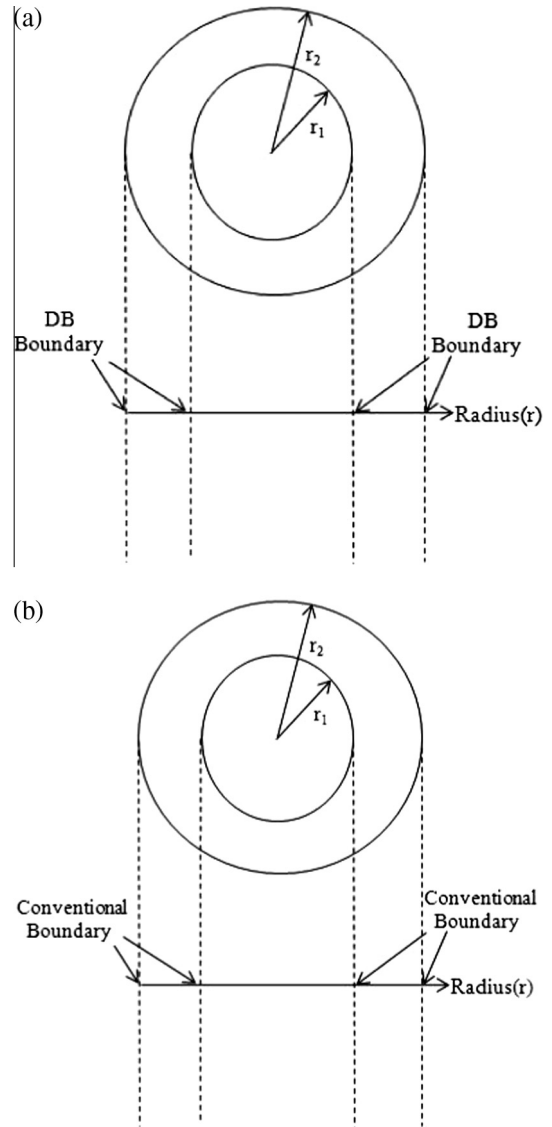 (a)
r2
r1
DB
Boundary
DB
Boundary
Radius(r)
(b)
r2
r1
Conventional
Boundary
Conventional
Boundary
Radius(r)